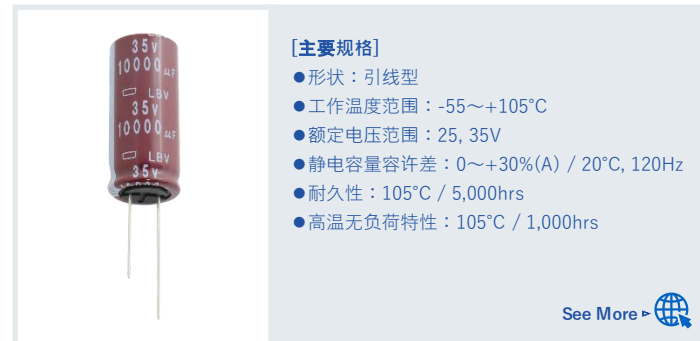 35V
10000μF
LBV
35V
10000μF
LBV
35V
[主要规格]
●形状：引线型
●工作温度范围：-55～+105°C
●额定电压范围：25, 35V
●静电容量容许差：0～+30%(A) / 20°C, 120Hz
●耐久性：105°C / 5,000hrs
●高温无负荷特性：105°C / 1,000hrs
See More